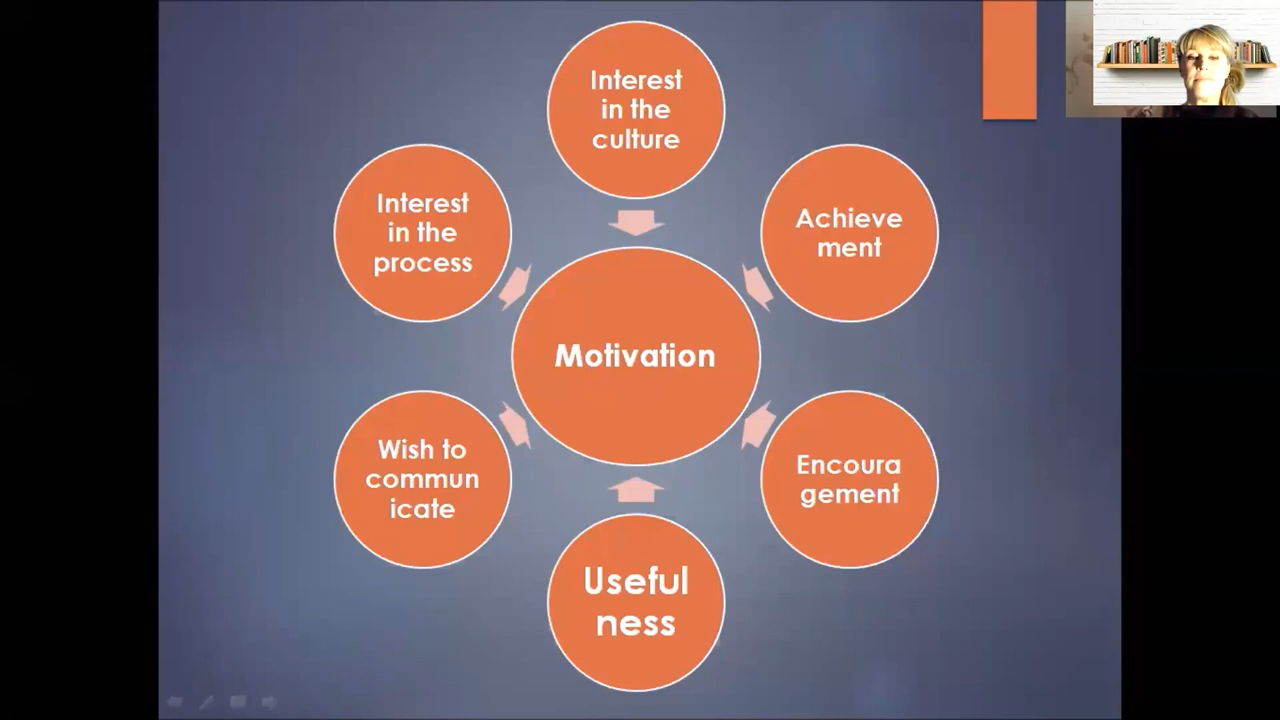 Interest
in the
culture
Achieve
ment
Encoura
gement
Useful
ness
Wish to
commun
icate
Interest
in the
process
Motivation